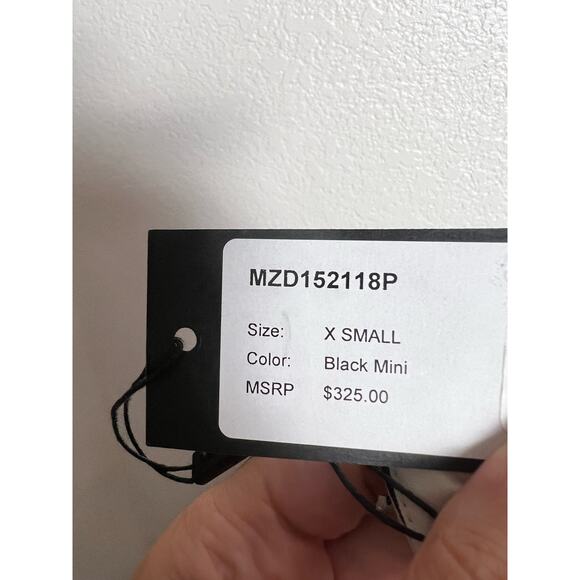 MZD152118P
Size: X SMALL
Color: Black Mini
MSRP $325.00